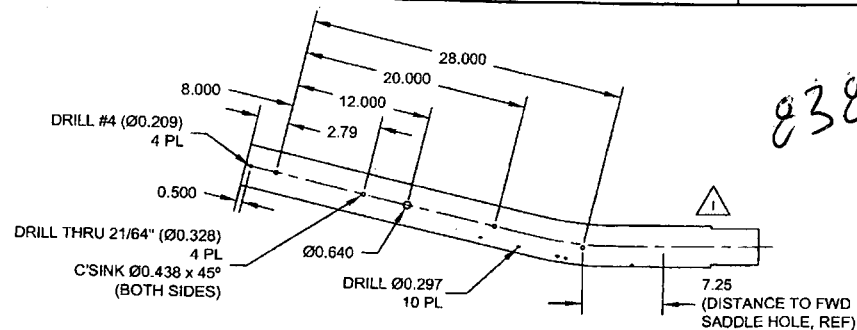 28.000
20.000
8.000
12.000
2.79
838
DRILL #4 (Ø0.209)
4 PL
0.500
DRILL THRU 21/64" (Ø0.328)
4 PL
C'SINK Ø0.438 x 45°
(BOTH SIDES)
Ø0.640
DRILL Ø0.297
10 PL
1
7.25
(DISTANCE TO FWD
SADDLE HOLE, REF)